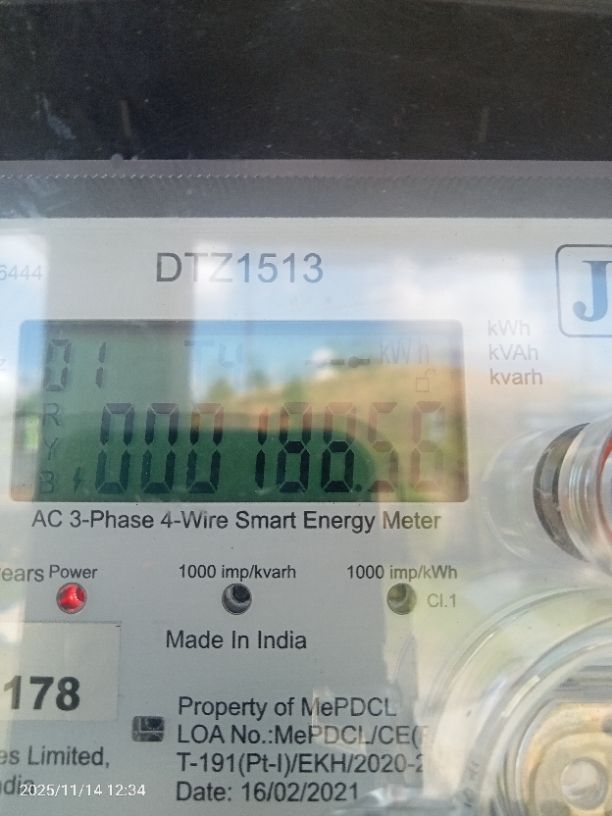 6444
DTZ1513
J
kWh
kVAh
kvarh
01
kWh
R
Y
B
AC 3-Phase 4-Wire Smart Energy Meter
ears Power
1000 imp/kvarh
1000 imp/kWh
Cl.1
Made In India
178
Property of MePDCL
LOA No.:MePDCL/CE(
es Limited,
T-191(Pt-I)/EKH/2020-2
ndia
Date: 16/02/2021
2025/11/14 12:34